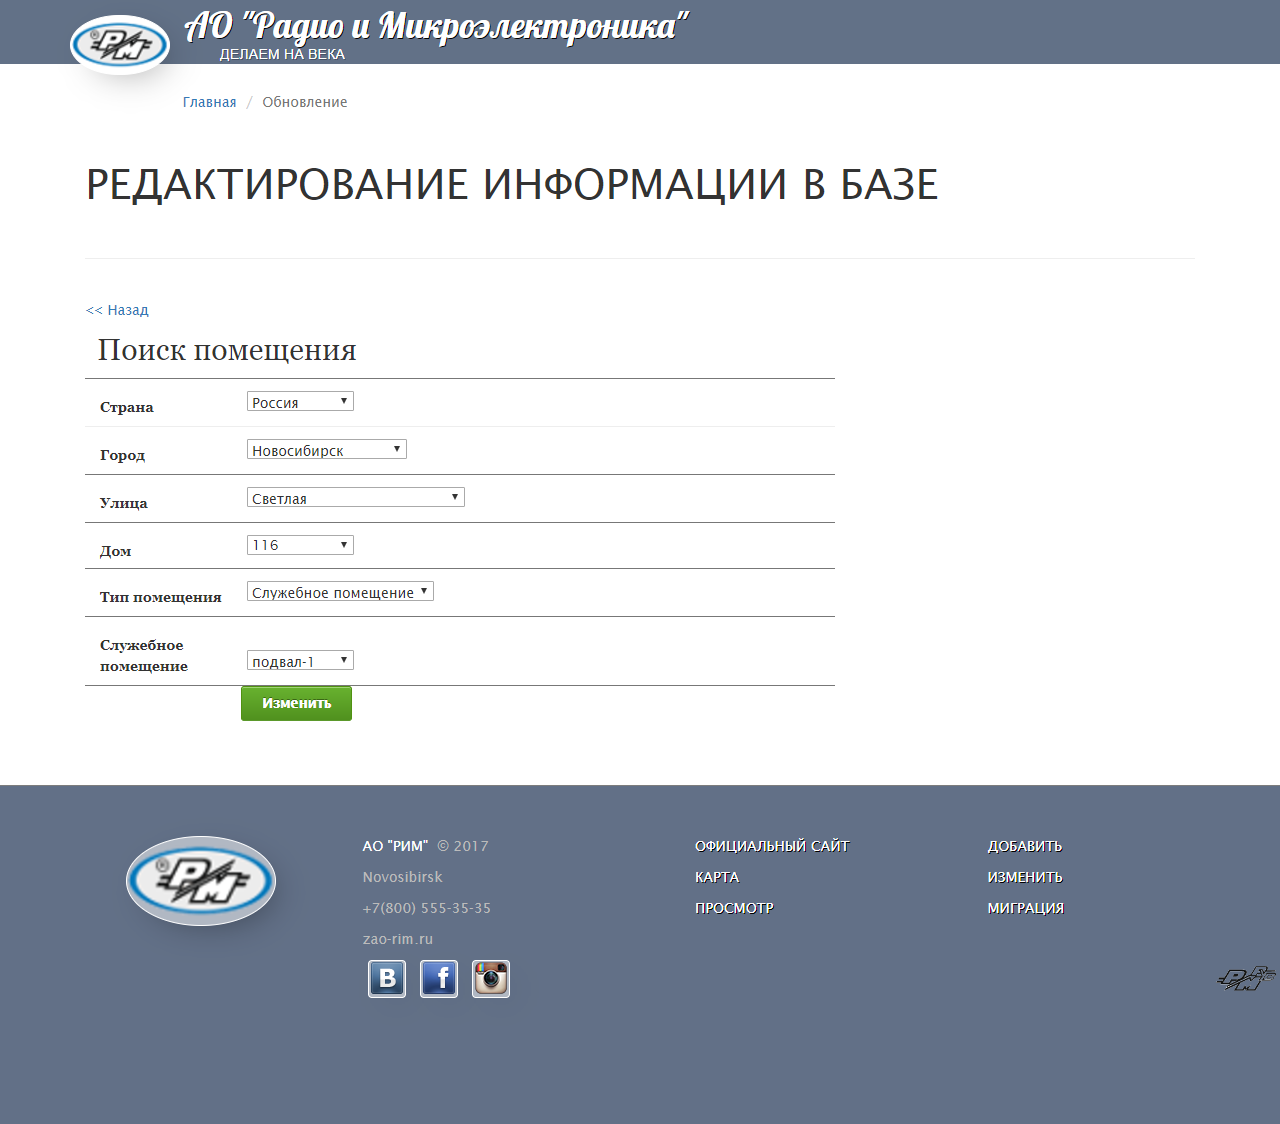 АО "Радио и Микроэлектроника"
ДЕЛАЕМ НА ВЕКА
Главная / Обновление
РЕДАКТИРОВАНИЕ ИНФОРМАЦИИ В БАЗЕ
<< Назад
Поиск помещения
Страна Россия
Город Новосибирск
Улица Светлая
Дом 116
Тип помещения Служебное помещение
Служебное
помещение подвал-1
Изменить
® РМ
АО "РИМ" © 2017
Novosibirsk
+7(800) 555-35-35
zao-rim.ru
ОФИЦИАЛЬНЫЙ САЙТ
КАРТА
ПРОСМОТР
ДОБАВИТЬ
ИЗМЕНИТЬ
МИГРАЦИЯ